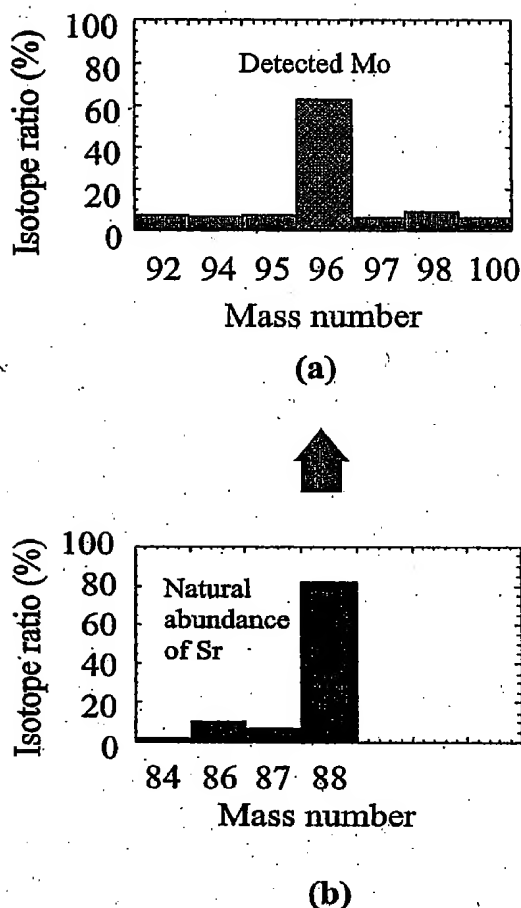 Isotope ratio (%)
100
80
60
40
20
0
Detected Mo
92 94 95 96 97 98 100
Mass number
(a)
Isotope ratio (%)
100
80
60
40
20
0
Natural
abundance
of Sr
84 86 87 88
Mass number
(b)